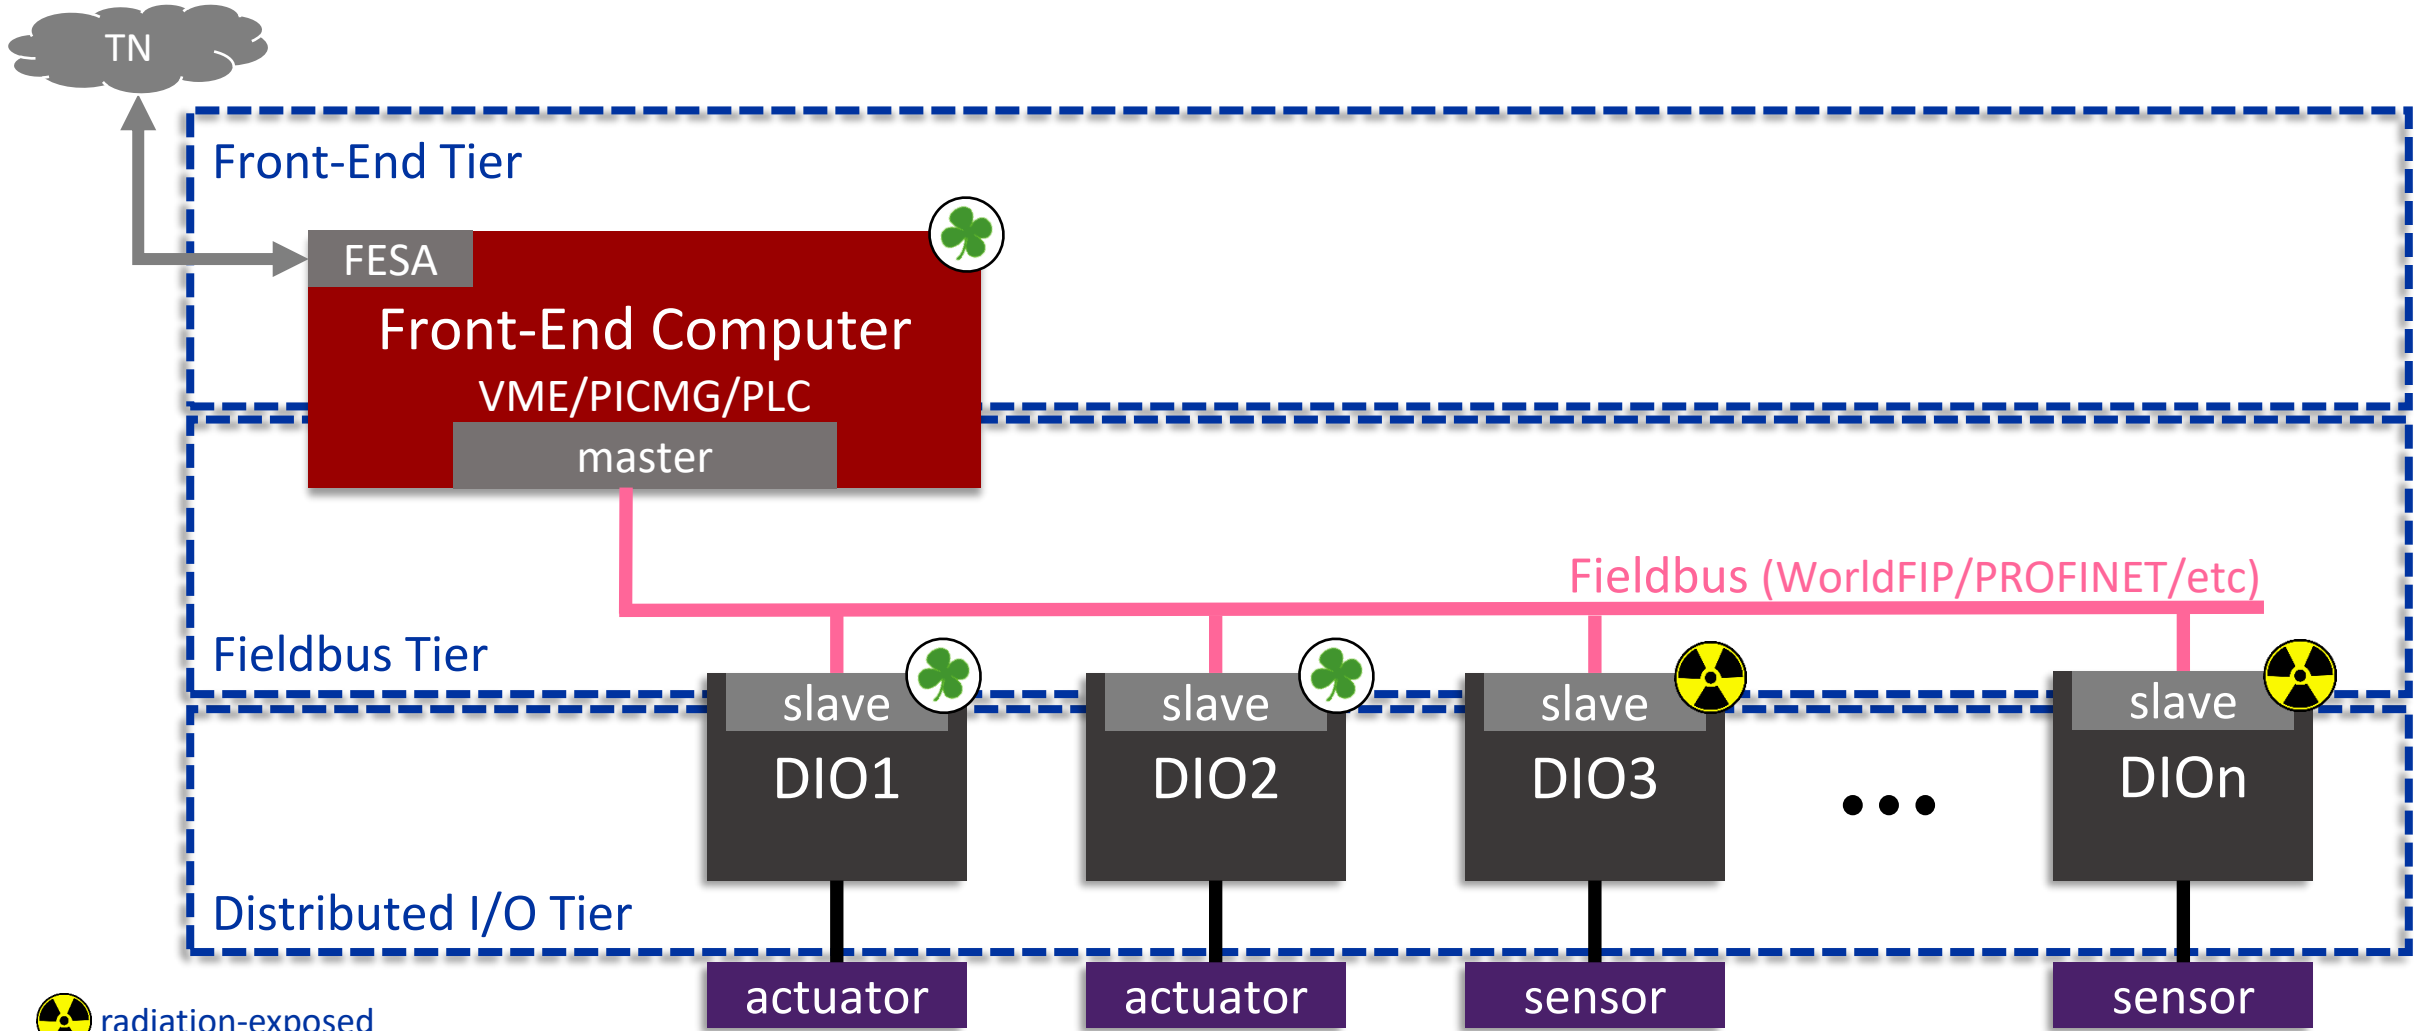 TN
Front-End Tier
FESA
Front-End Computer
VME/PICMG/PLC
master
Fieldbus (WorldFIP/PROFINET/etc)
Fieldbus Tier
slave slave slave slave
DIO1 DIO2 DIO3 DIOn
...
Distributed I/O Tier
actuator actuator sensor sensor
radiation-exposed